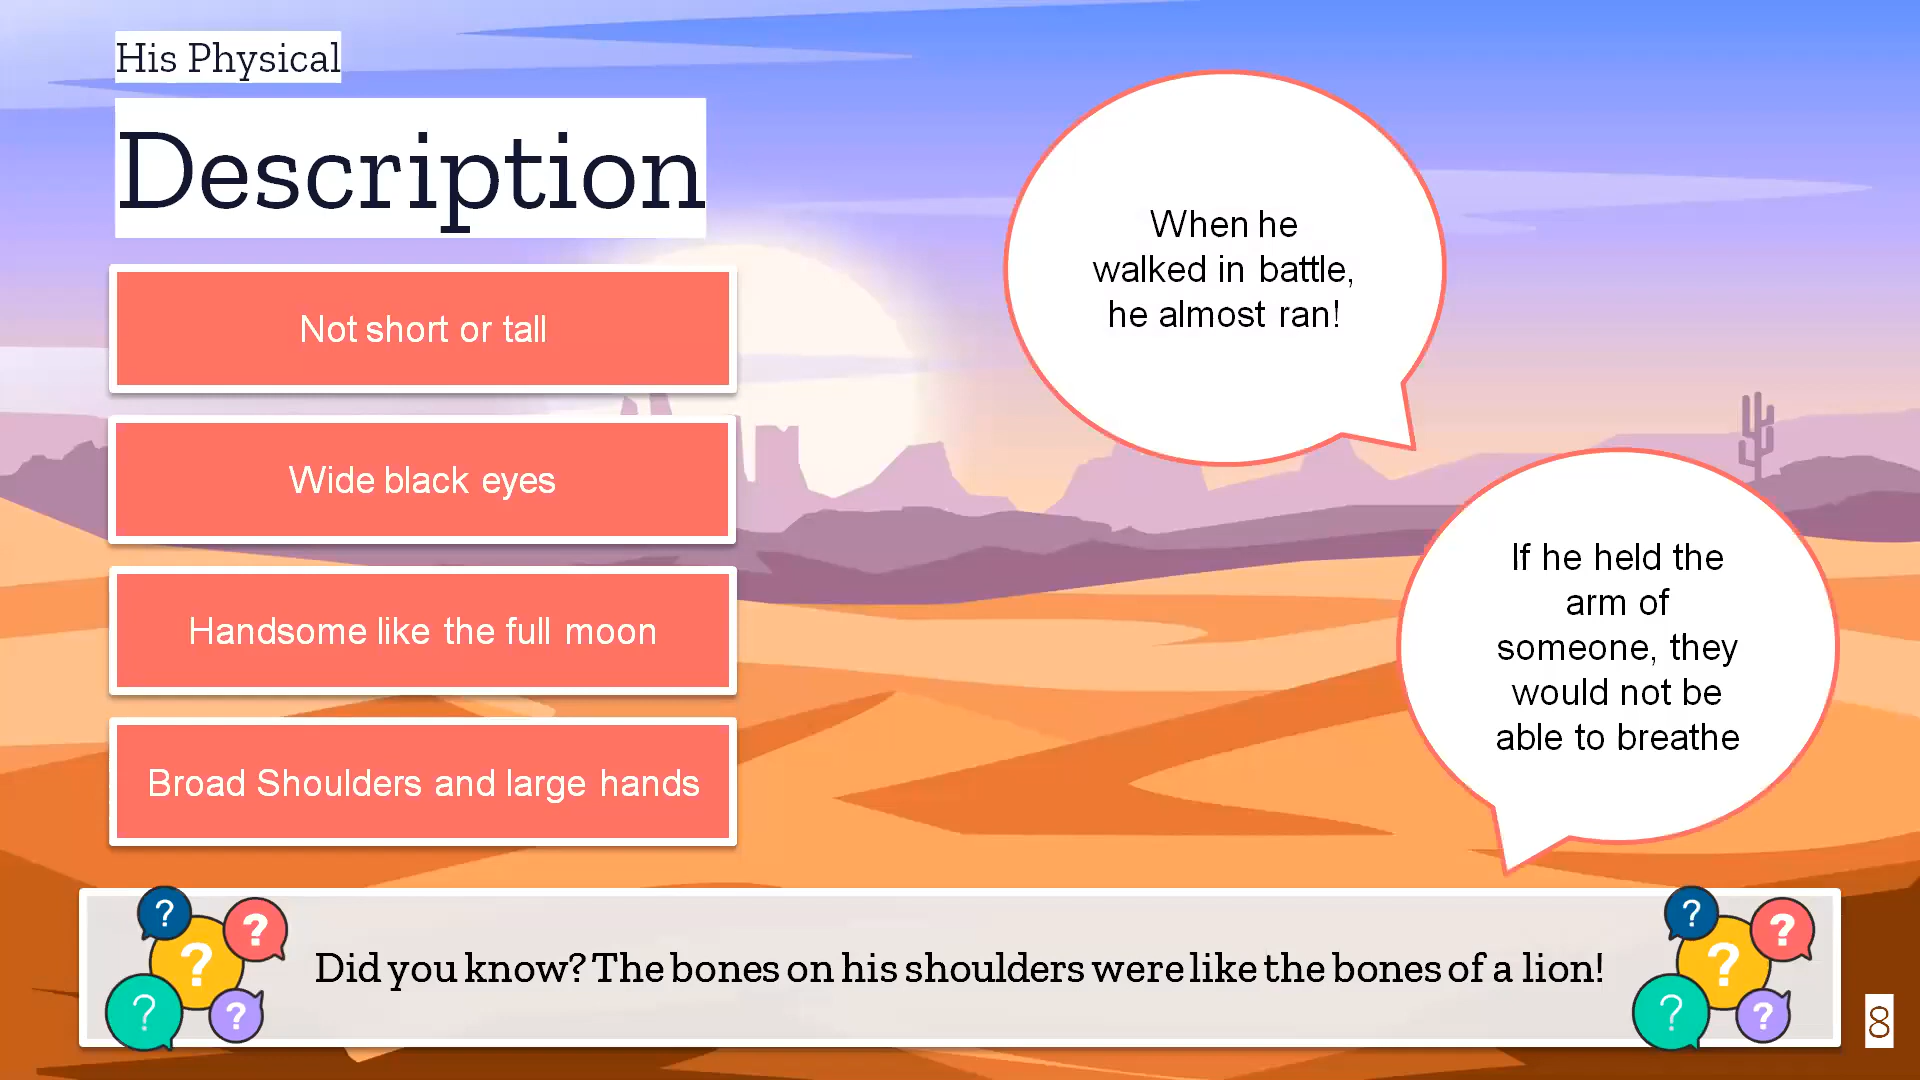 His Physical
Description
Not short or tall
Wide black eyes
Handsome like the full moon
Broad Shoulders and large hands
When he
walked in battle,
he almost ran!
If he held the
arm of
someone, they
would not be
able to breathe
? ? ? ? ?
Did you know? The bones on his shoulders were like the bones of a lion!
? ? ? ? ?
8